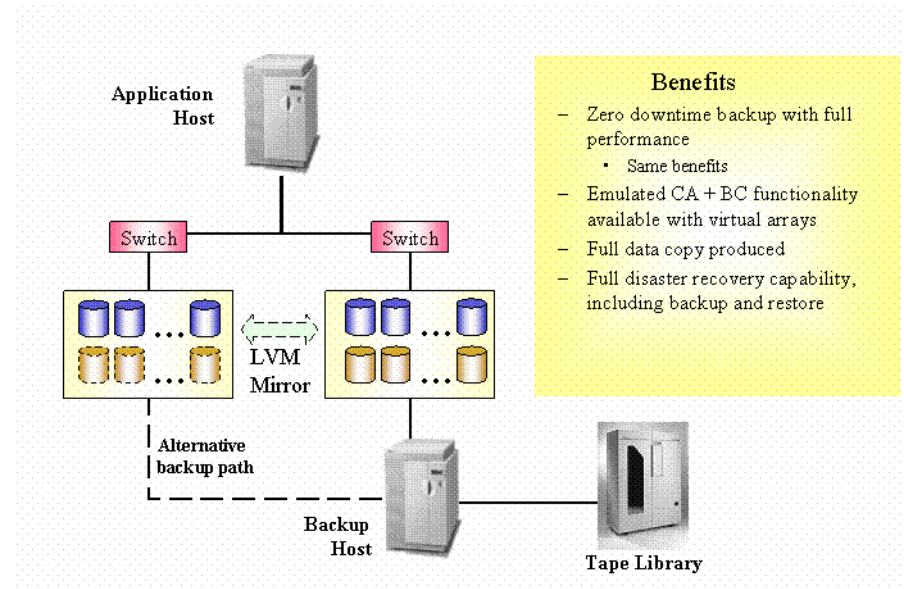 Application
Host
Benefits
– Zero downtime backup with full
performance
• Same benefits
– Emulated CA + BC functionality
available with virtual arrays
– Full data copy produced
– Full disaster recovery capability,
including backup and restore
Switch
Switch
LVM
Mirror
Alternative
backup path
Backup
Host
Tape Library